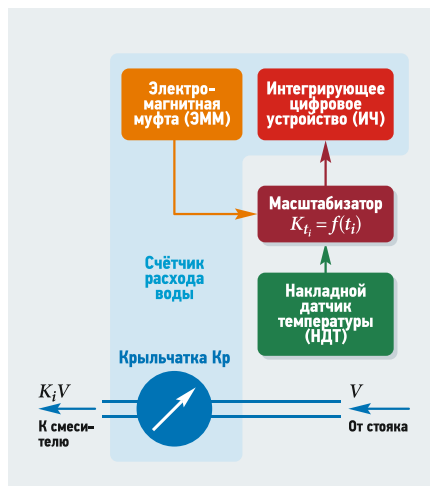 Электро-
магнитная
муфта (ЭММ)
Интегрирующее
цифровое
устройство (ИЧ)
Масштабизатор
K_{t_i} = f(t_i)
Счётчик
расхода
воды
Накладной
датчик
температуры
(НДТ)
Крыльчатка Кр
K_iV
К смеси-
телю
V
От стояка